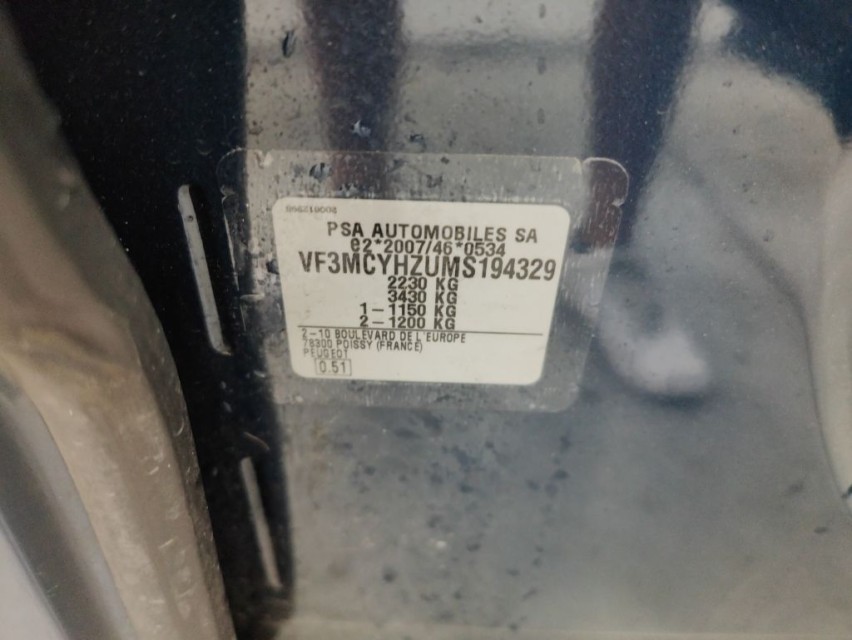 PSA AUTOMOBILES SA
e2*2007/46*0534
VF3MCYHZUMS194329
2230 KG
3430 KG
1-1150 KG
2-1200 KG
2-10 BOULEVARD DE L'EUROPE
78300 POISSY (FRANCE)
PEUGEOT
0.51